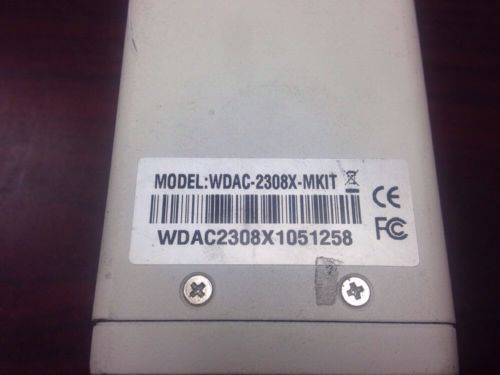 MODEL:WDAC-2308X-MKIT
CE
WDAC2308X1051258
FC